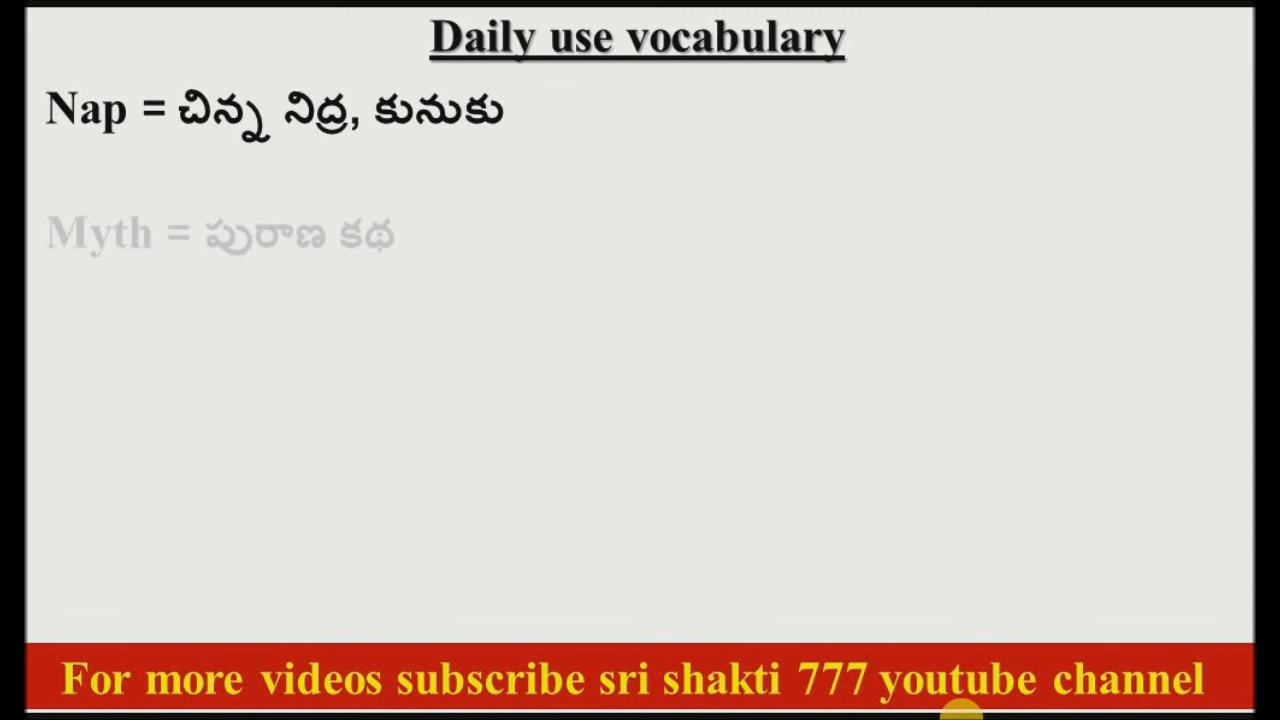 Daily use vocabulary
Nap = చిన్న నిద్ర, కునుకు
Myth = పురాణ కథ
For more videos subscribe sri shakti 777 youtube channel